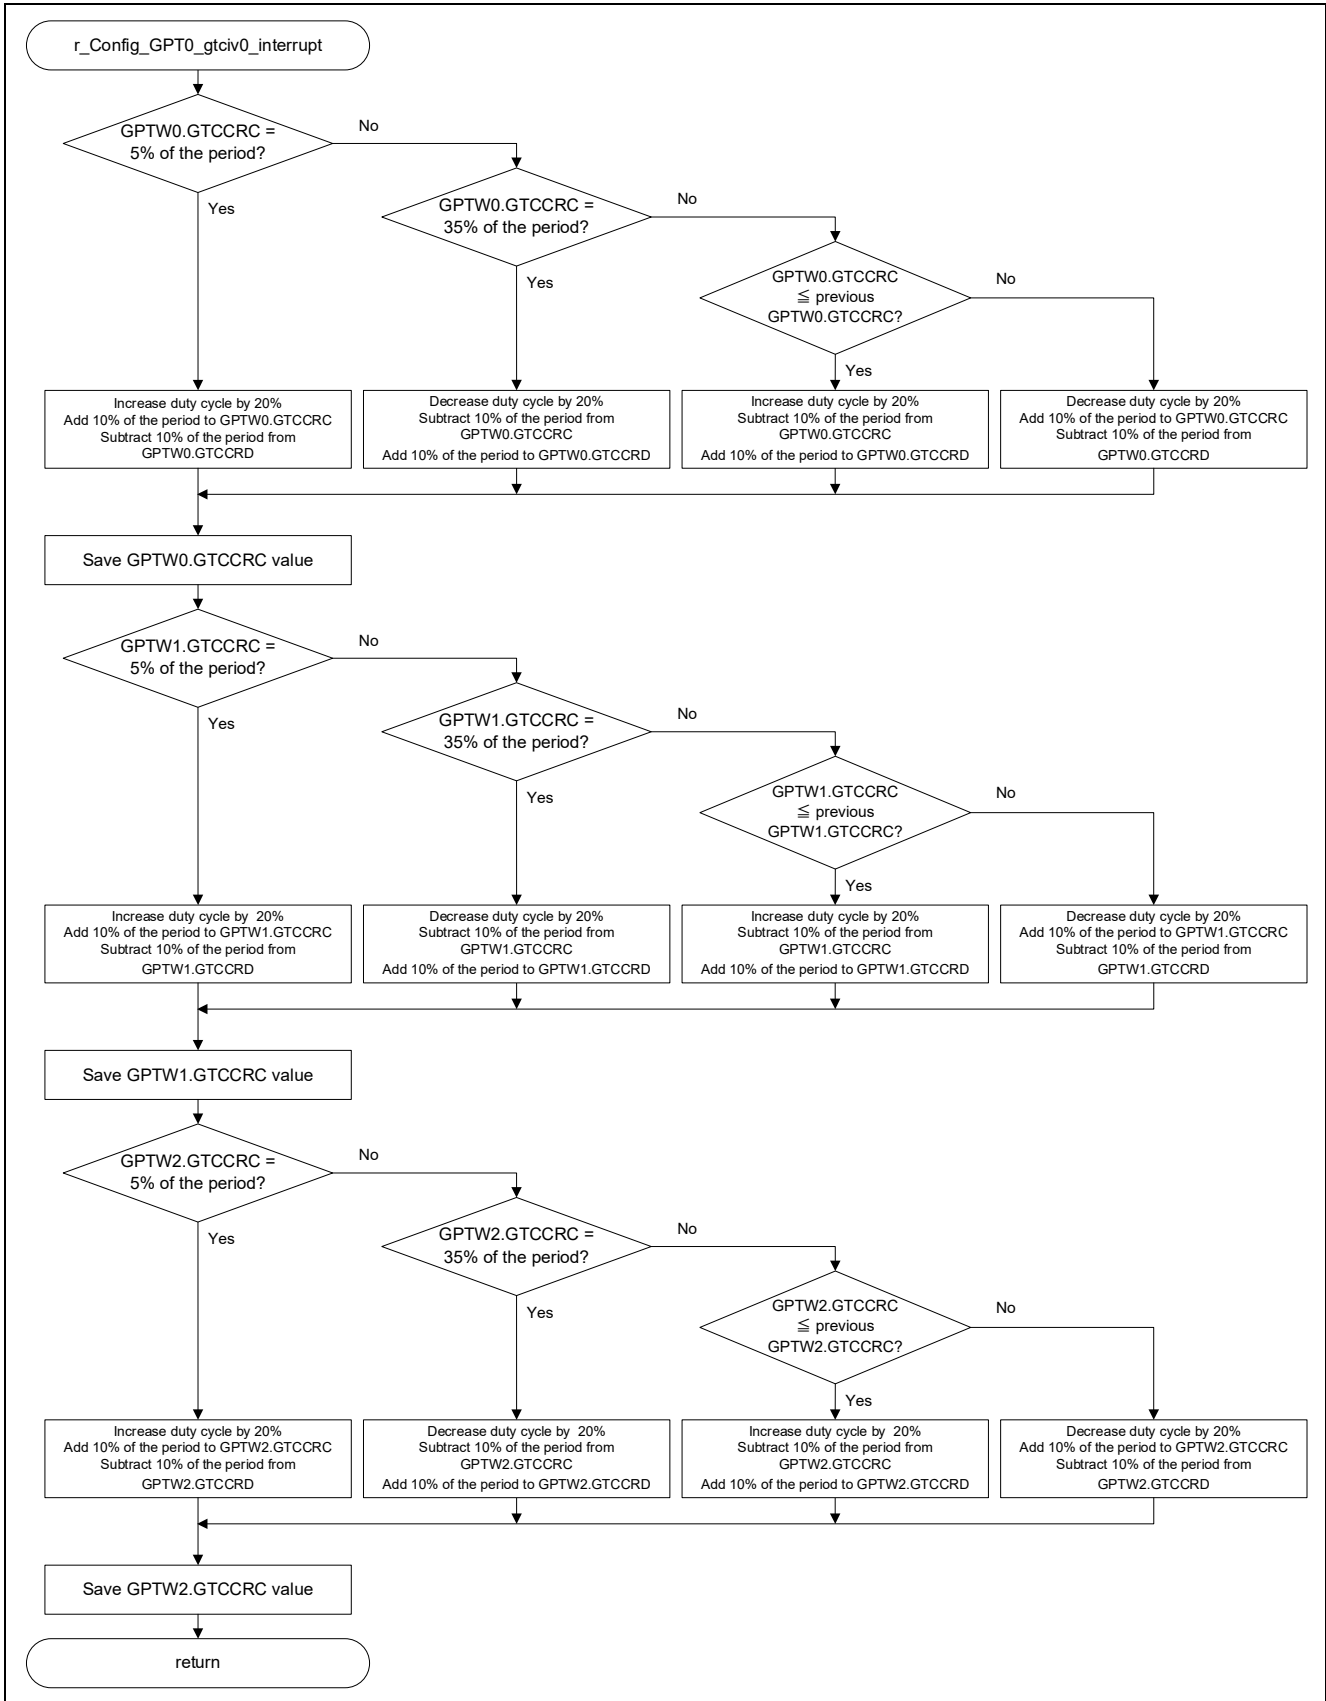 r_Config_GPT0_gtciv0_interrupt
GPTW0.GTCCRC =
5% of the period?
No
Yes
GPTW0.GTCCRC =
35% of the period?
No
Yes
GPTW0.GTCCRC
≦ previous
GPTW0.GTCCRC?
No
Yes
Increase duty cycle by 20%
Add 10% of the period to GPTW0.GTCCRC
Subtract 10% of the period from
GPTW0.GTCCRD
Decrease duty cycle by 20%
Subtract 10% of the period from
GPTW0.GTCCRC
Add 10% of the period to GPTW0.GTCCRD
Increase duty cycle by 20%
Subtract 10% of the period from
GPTW0.GTCCRC
Add 10% of the period to GPTW0.GTCCRD
Decrease duty cycle by 20%
Add 10% of the period to GPTW0.GTCCRC
Subtract 10% of the period from
GPTW0.GTCCRD
Save GPTW0.GTCCRC value
GPTW1.GTCCRC =
5% of the period?
No
Yes
GPTW1.GTCCRC =
35% of the period?
No
Yes
GPTW1.GTCCRC
≦ previous
GPTW1.GTCCRC?
No
Yes
Increase duty cycle by 20%
Add 10% of the period to GPTW1.GTCCRC
Subtract 10% of the period from
GPTW1.GTCCRD
Decrease duty cycle by 20%
Subtract 10% of the period from
GPTW1.GTCCRC
Add 10% of the period to GPTW1.GTCCRD
Increase duty cycle by 20%
Subtract 10% of the period from
GPTW1.GTCCRC
Add 10% of the period to GPTW1.GTCCRD
Decrease duty cycle by 20%
Add 10% of the period to GPTW1.GTCCRC
Subtract 10% of the period from
GPTW1.GTCCRD
Save GPTW1.GTCCRC value
GPTW2.GTCCRC =
5% of the period?
No
Yes
GPTW2.GTCCRC =
35% of the period?
No
Yes
GPTW2.GTCCRC
≦ previous
GPTW2.GTCCRC?
No
Yes
Increase duty cycle by 20%
Add 10% of the period to GPTW2.GTCCRC
Subtract 10% of the period from
GPTW2.GTCCRD
Decrease duty cycle by 20%
Subtract 10% of the period from
GPTW2.GTCCRC
Add 10% of the period to GPTW2.GTCCRD
Increase duty cycle by 20%
Subtract 10% of the period from
GPTW2.GTCCRC
Add 10% of the period to GPTW2.GTCCRD
Decrease duty cycle by 20%
Add 10% of the period to GPTW2.GTCCRC
Subtract 10% of the period from
GPTW2.GTCCRD
Save GPTW2.GTCCRC value
return